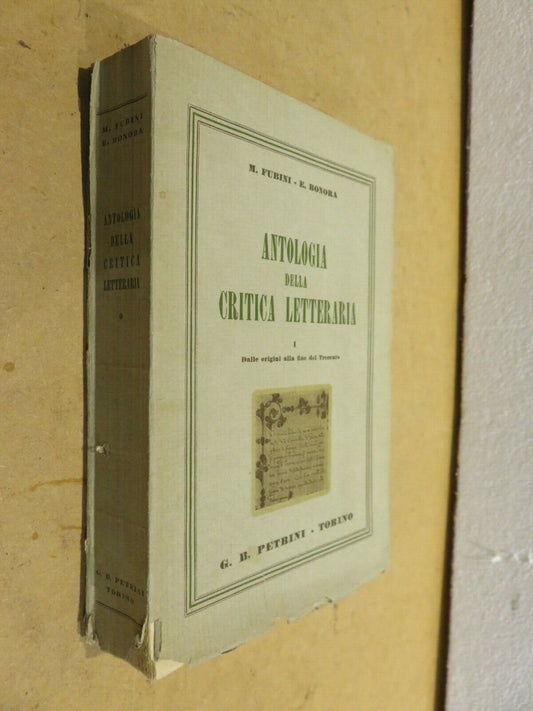 M. FUBINI
E. BONORA
ANTOLOGIA
DELLA
CRITICA
LETTERARIA
G. B. PETRINI
TORINO
M. FUBINI - E. BONORA
ANTOLOGIA
DELLA
CRITICA LETTERARIA
I
Dalle origini alla fine del Trecento
G. B. PETRINI - TORINO